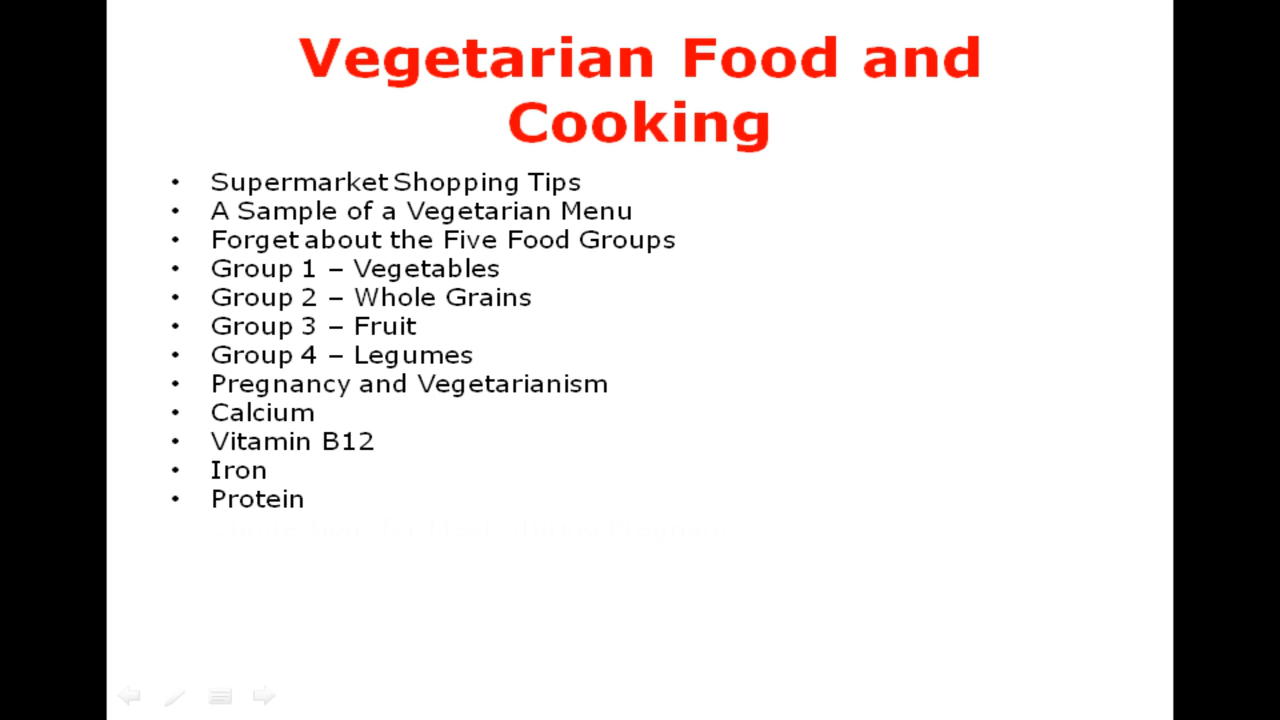 Vegetarian Food and
Cooking
• Supermarket Shopping Tips
• A Sample of a Vegetarian Menu
• Forget about the Five Food Groups
• Group 1 – Vegetables
• Group 2 – Whole Grains
• Group 3 – Fruit
• Group 4 – Legumes
• Pregnancy and Vegetarianism
• Calcium
• Vitamin B12
• Iron
• Protein